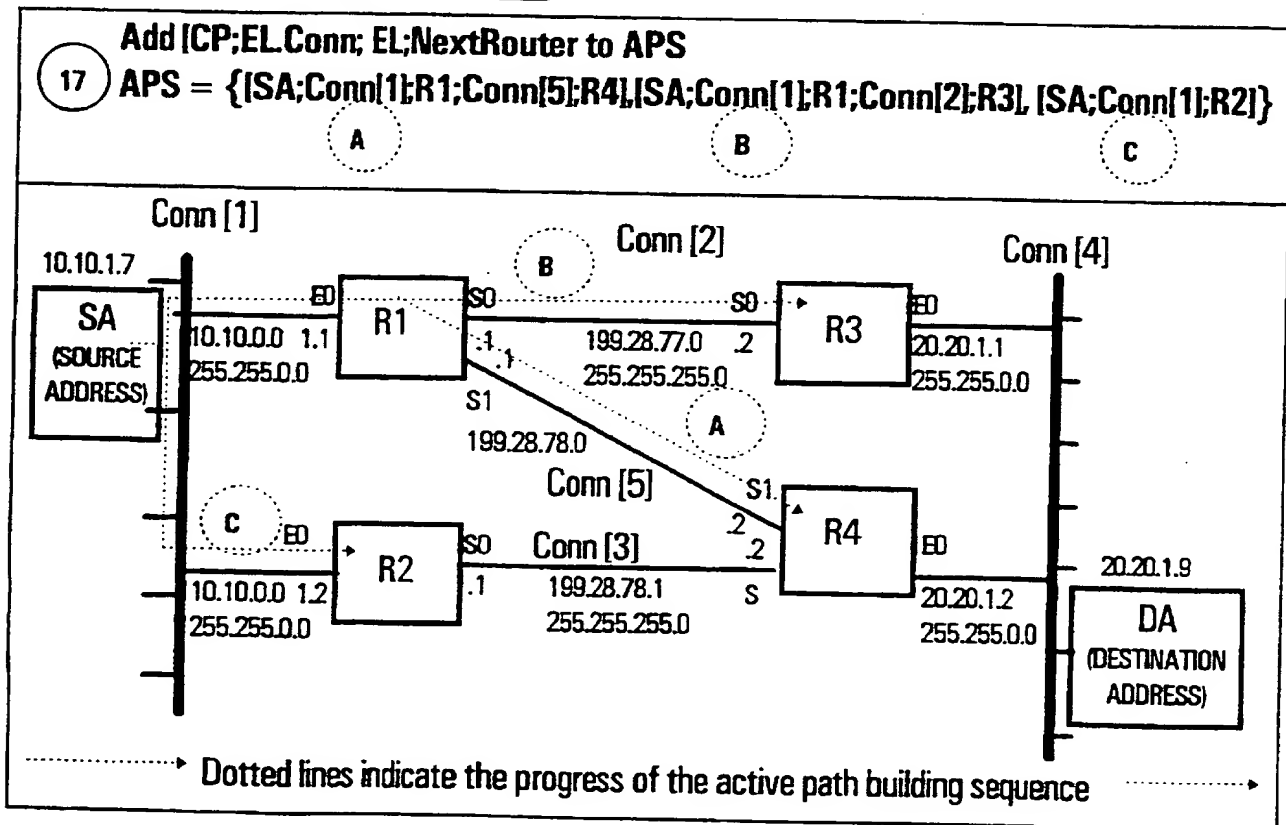 Add [CP;EL.Conn; EL;NextRouter to APS
17
APS = {[SA;Conn[1];R1;Conn[5];R4],[SA;Conn[1];R1;Conn[2];R3], [SA;Conn[1];R2]}
A
B
C
Conn [1]
Conn [2]
Conn [4]
10.10.1.7
B
SA
(SOURCE
ADDRESS)
E0
R1
S0
S0
R3
E0
10.10.0.0 1.1
255.255.0.0
.1
.1
199.28.77.0
255.255.255.0
.2
20.20.1.1
255.255.0.0
S1
199.28.78.0
A
Conn [5]
S1
.2
R4
C
E0
R2
S0
Conn [3]
.2
E0
10.10.0.0 1.2
255.255.0.0
.1
199.28.78.1
255.255.255.0
S
20.20.1.2
255.255.0.0
20.20.1.9
DA
(DESTINATION
ADDRESS)
Dotted lines indicate the progress of the active path building sequence